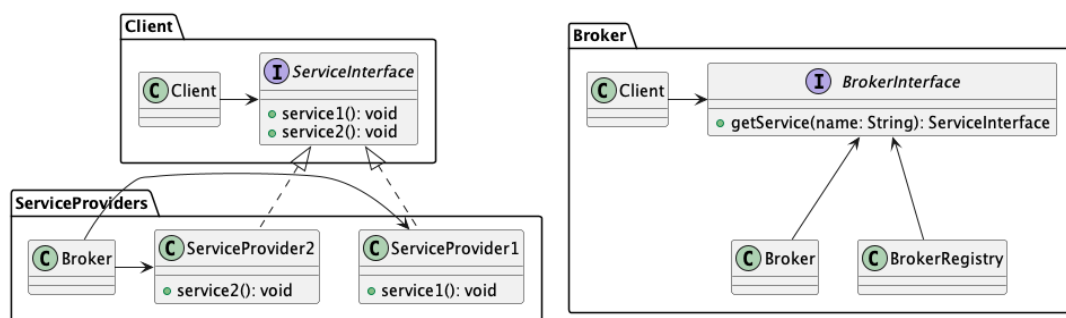 Client
C Client
I ServiceInterface
service1(): void
service2(): void
ServiceProviders
C Broker
C ServiceProvider2
service2(): void
C ServiceProvider1
service1(): void
Broker
C Client
I BrokerInterface
getService(name: String): ServiceInterface
C Broker
C BrokerRegistry